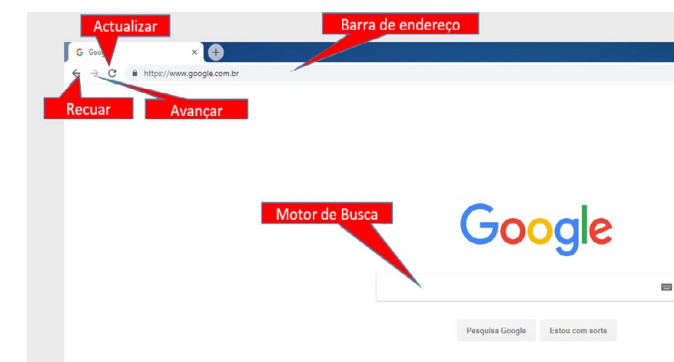 Actualizar
Barra de endereço
G Google ×
https://www.google.com.br
Recuar
Avançar
Motor de Busca
Google
Pesquisa Google
Estou com sorte